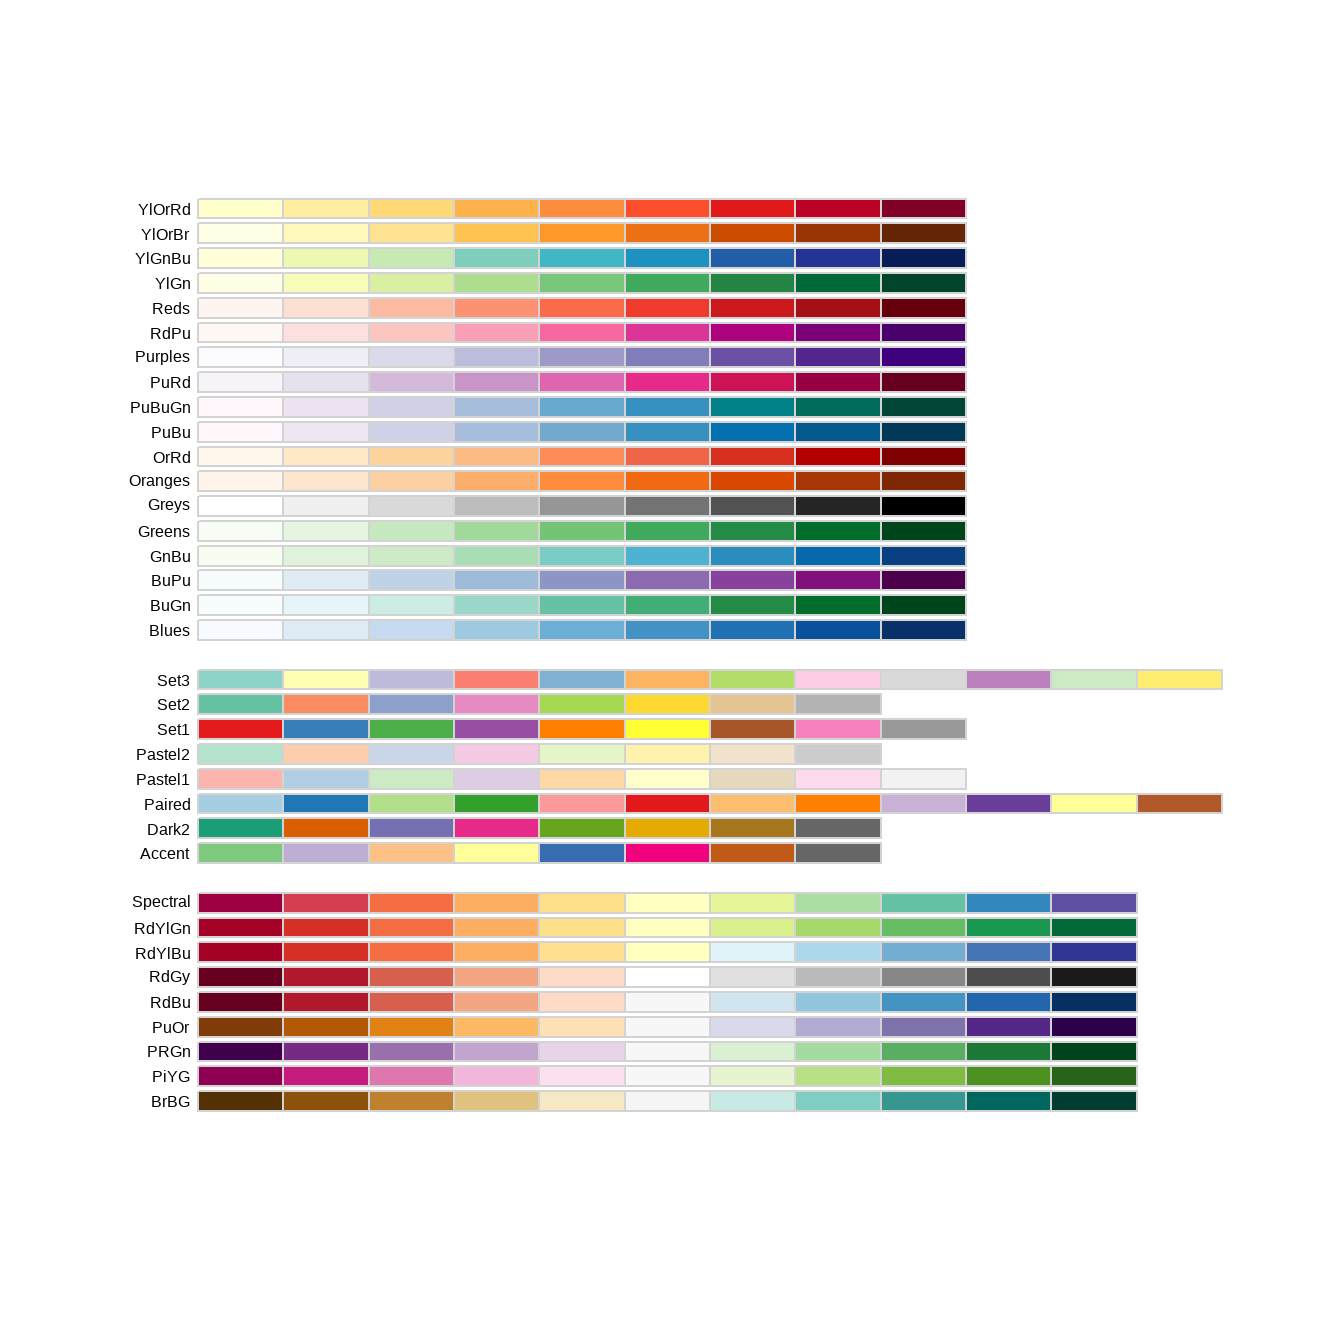 YlOrRd
YlOrBr
YlGnBu
YlGn
Reds
RdPu
Purples
PuRd
PuBuGn
PuBu
OrRd
Oranges
Greys
Greens
GnBu
BuPu
BuGn
Blues
Set3
Set2
Set1
Pastel2
Pastel1
Paired
Dark2
Accent
Spectral
RdYlGn
RdYlBu
RdGy
RdBu
PuOr
PRGn
PiYG
BrBG